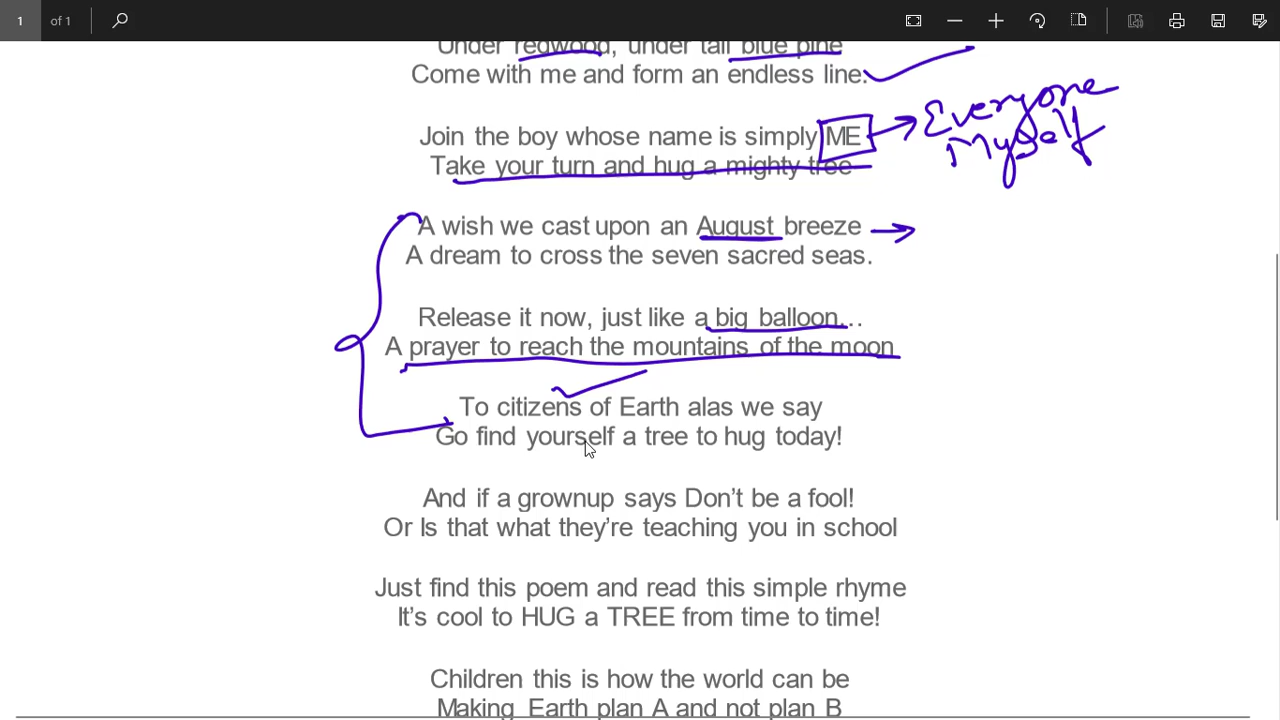 1 of 1
Under redwood, under tall blue pine
Come with me and form an endless line.
Everyone
Join the boy whose name is simply ME
Myself
Take your turn and hug a mighty tree
A wish we cast upon an August breeze
A dream to cross the seven sacred seas.
Release it now, just like a big balloon…
A prayer to reach the mountains of the moon
To citizens of Earth alas we say
Go find yourself a tree to hug today!
And if a grownup says Don't be a fool!
Or Is that what they're teaching you in school
Just find this poem and read this simple rhyme
It's cool to HUG a TREE from time to time!
Children this is how the world can be
Making Earth plan A and not plan B